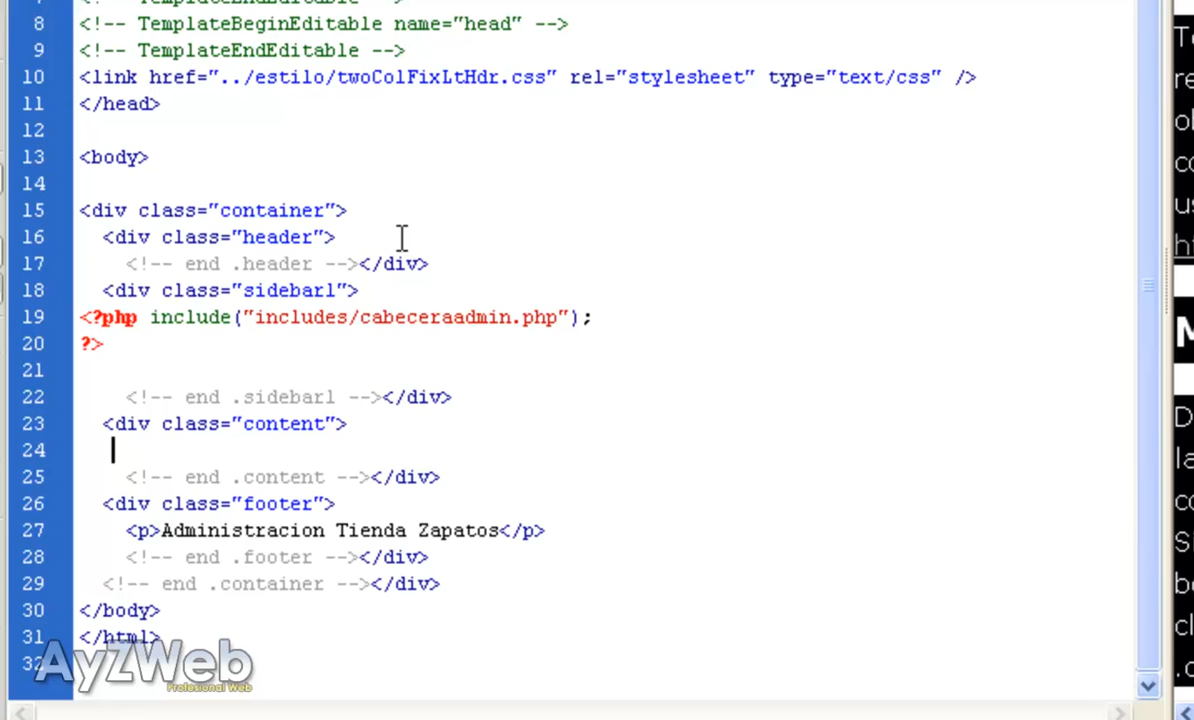 8 <!-- TemplateBeginEditable name="head" -->
9 <!-- TemplateEndEditable -->
10 <link href="../estilo/twoColFixLtHdr.css" rel="stylesheet" type="text/css" />
11 </head>
12
13 <body>
14
15 <div class="container">
16 <div class="header">
17 <!-- end .header --></div>
18 <div class="sidebar1">
19 <?php include("includes/cabeceraadmin.php");
20 ?>
21
22 <!-- end .sidebar1 --></div>
23 <div class="content">
24
25 <!-- end .content --></div>
26 <div class="footer">
27 <p>Administracion Tienda Zapatos</p>
28 <!-- end .footer --></div>
29 <!-- end .container --></div>
30 </body>
31 </html>
32
AyZWeb
Profesional Web